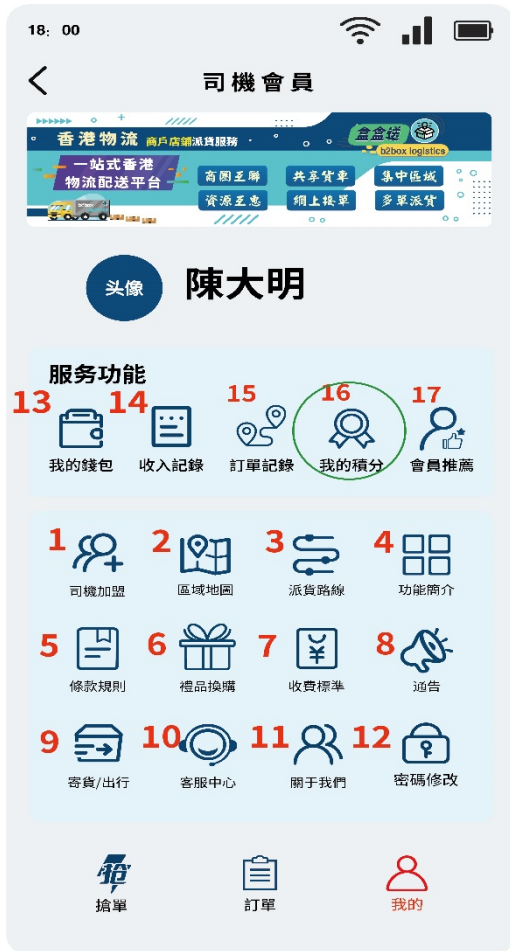 18: 00
司機會員
香港物流 商戶店鋪派貨服務
盒盒送
b2box logistics
一站式香港
物流配送平台
商圈互聯 共享貨車 集中區域
資源互惠 網上接單 多單派貨
头像 陳大明
服务功能
13 14 15 16 17
我的錢包 收入記錄 訂單記錄 我的積分 會員推薦
1 2 3 4
司機加盟 區域地圖 派貨路線 功能簡介
5 6 7 8
條款規則 禮品換購 收費標準 通告
9 10 11 12
寄貨/出行 客服中心 關于我們 密碼修改
搶
搶單 訂單 我的